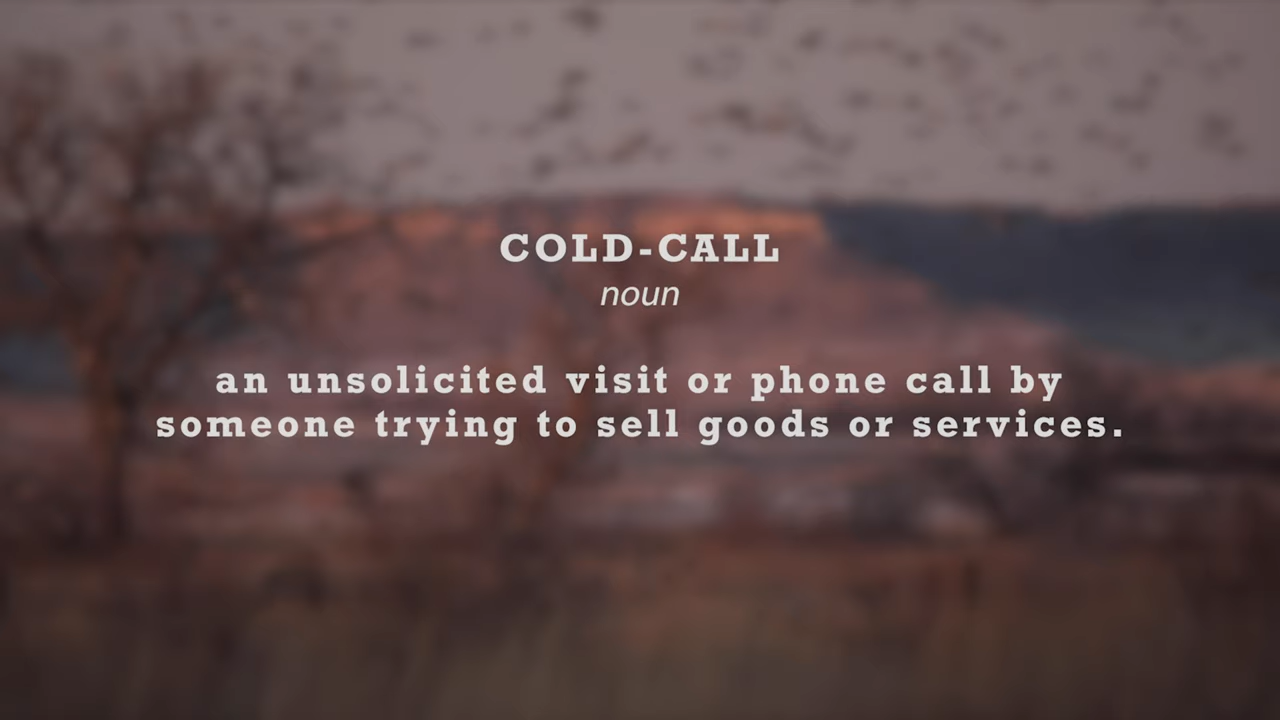 COLD-CALL
noun
an unsolicited visit or phone call by
someone trying to sell goods or services.